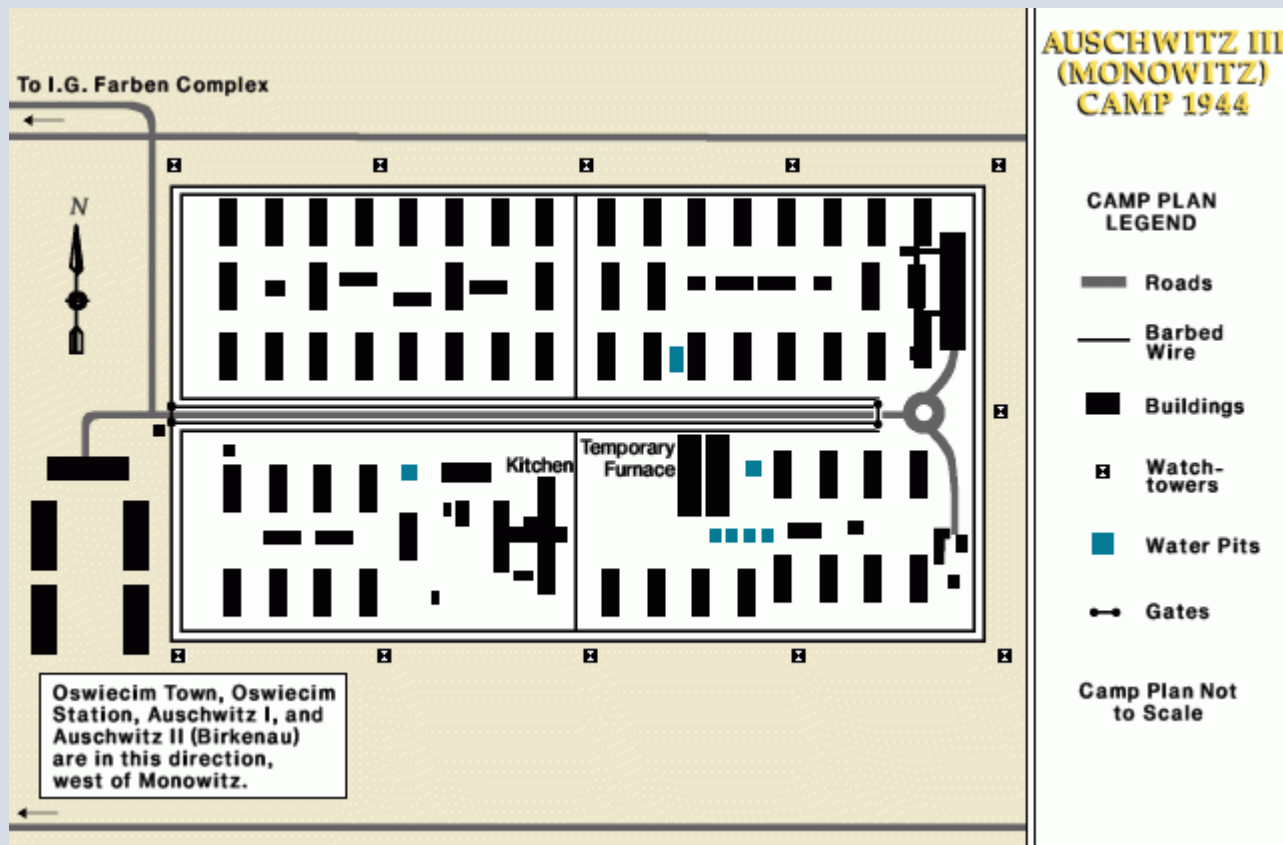 To I.G. Farben Complex
N
Kitchen
Temporary
Furnace
Oswiecim Town, Oswiecim
Station, Auschwitz I, and
Auschwitz II (Birkenau)
are in this direction,
west of Monowitz.
AUSCHWITZ III
(MONOWITZ)
CAMP 1944
CAMP PLAN
LEGEND
Roads
Barbed
Wire
Buildings
Watch-
towers
Water Pits
Gates
Camp Plan Not
to Scale